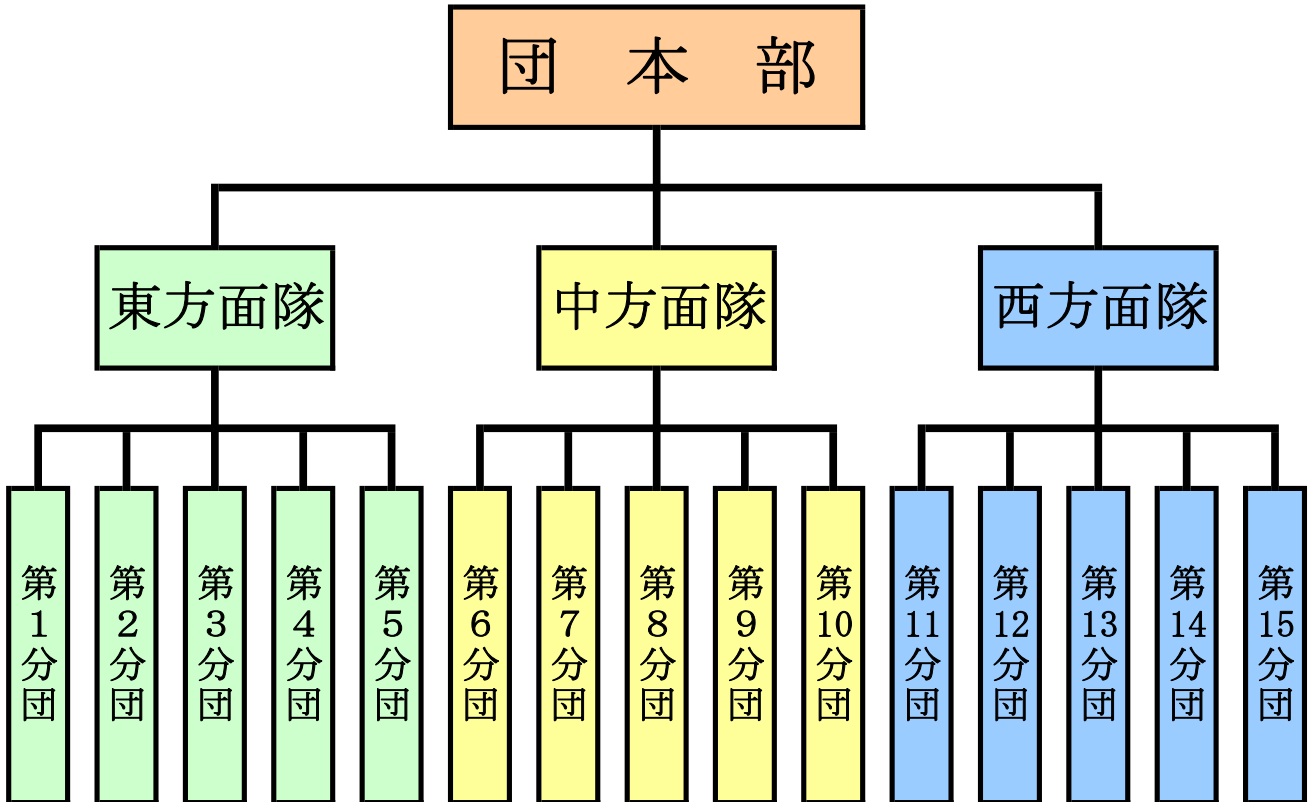 団　本　部
東方面隊
中方面隊
西方面隊
第1分団
第2分団
第3分団
第4分団
第5分団
第6分団
第7分団
第8分団
第9分団
第10分団
第11分団
第12分団
第13分団
第14分団
第15分団